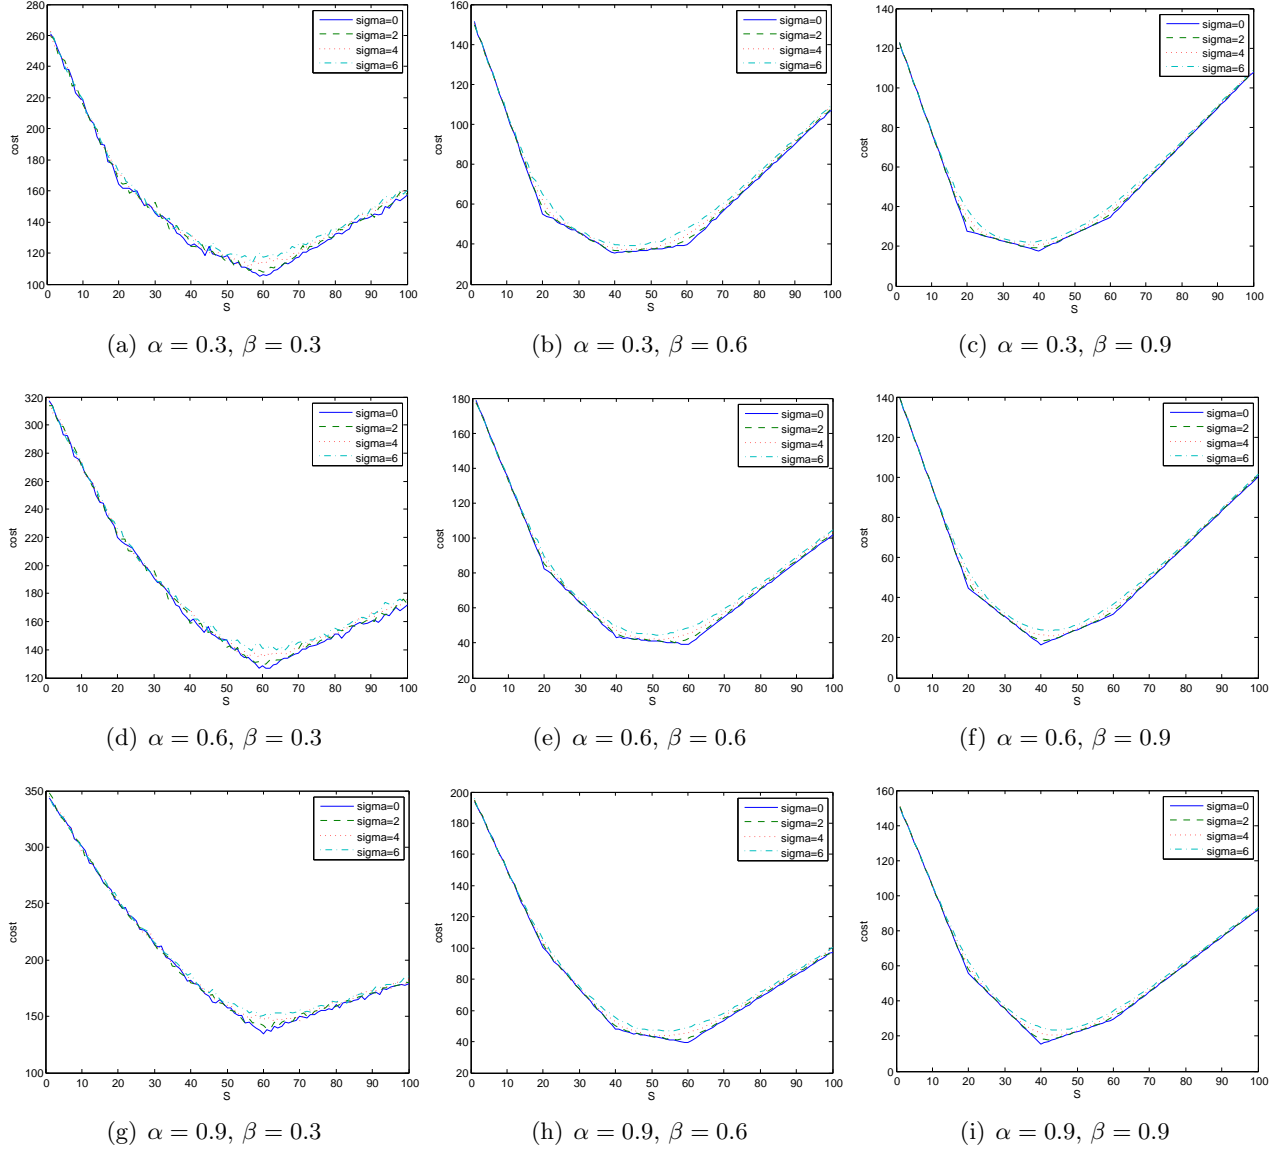 280
260
240
220
200
180
160
140
120
100
0 10 20 30 40 50 60 70 80 90 100
cost
S
sigma=0
sigma=2
sigma=4
sigma=6
(a) α = 0.3, β = 0.3
160
140
120
100
80
60
40
20
0 10 20 30 40 50 60 70 80 90 100
cost
S
sigma=0
sigma=2
sigma=4
sigma=6
(b) α = 0.3, β = 0.6
140
120
100
80
60
40
20
0
0 10 20 30 40 50 60 70 80 90 100
cost
S
sigma=0
sigma=2
sigma=4
sigma=6
(c) α = 0.3, β = 0.9
320
300
280
260
240
220
200
180
160
140
120
0 10 20 30 40 50 60 70 80 90 100
cost
S
sigma=0
sigma=2
sigma=4
sigma=6
(d) α = 0.6, β = 0.3
180
160
140
120
100
80
60
40
20
0 10 20 30 40 50 60 70 80 90 100
cost
S
sigma=0
sigma=2
sigma=4
sigma=6
(e) α = 0.6, β = 0.6
140
120
100
80
60
40
20
0
0 10 20 30 40 50 60 70 80 90 100
cost
S
sigma=0
sigma=2
sigma=4
sigma=6
(f) α = 0.6, β = 0.9
350
300
250
200
150
100
0 10 20 30 40 50 60 70 80 90 100
cost
S
sigma=0
sigma=2
sigma=4
sigma=6
(g) α = 0.9, β = 0.3
200
180
160
140
120
100
80
60
40
20
0 10 20 30 40 50 60 70 80 90 100
cost
S
sigma=0
sigma=2
sigma=4
sigma=6
(h) α = 0.9, β = 0.6
160
140
120
100
80
60
40
20
0
0 10 20 30 40 50 60 70 80 90 100
cost
S
sigma=0
sigma=2
sigma=4
sigma=6
(i) α = 0.9, β = 0.9